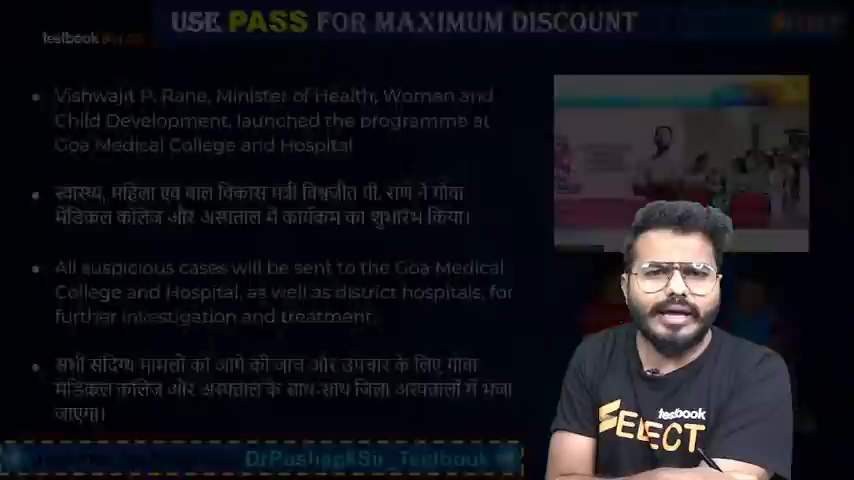 USE PASS FOR MAXIMUM DISCOUNT
testbook
Vishwajit P. Rane, Minister of Health, Woman and
Child Development, launched the programme at
Goa Medical College and Hospital
स्वास्थ्य, महिला एवं बाल विकास मंत्री विश्वजीत पी. राणे ने गोवा
मेडिकल कॉलेज और अस्पताल में कार्यक्रम का शुभारंभ किया।
All suspicious cases will be sent to the Goa Medical
College and Hospital, as well as district hospitals, for
further investigation and treatment.
सभी संदिग्ध मामलों को आगे की जांच और उपचार के लिए गोवा
मेडिकल कॉलेज और अस्पताल के साथ-साथ जिला अस्पतालों में भेजा
जाएगा।
testbook
SELECT
DrPushapkSir_Testbook